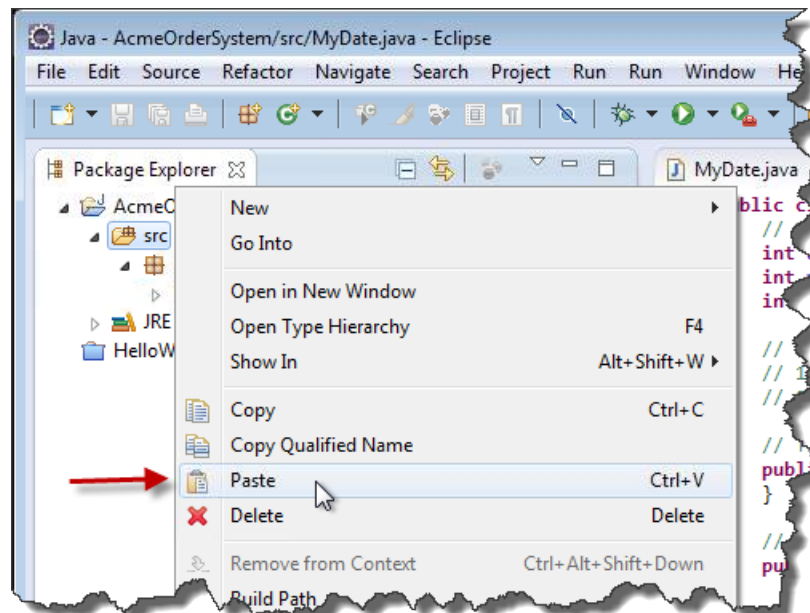 Java - AcmeOrderSystem/src/MyDate.java - Eclipse
File Edit Source Refactor Navigate Search Project Run Run Window
Package Explorer
MyDate.java
src
JRE
New
Go Into
Open in New Window
Open Type Hierarchy F4
Show In Alt+Shift+W
Copy Ctrl+C
Copy Qualified Name
Paste Ctrl+V
Delete Delete
Remove from Context Ctrl+Alt+Shift+Down
Build Path
//
int
int
//
//
//
//
}
//